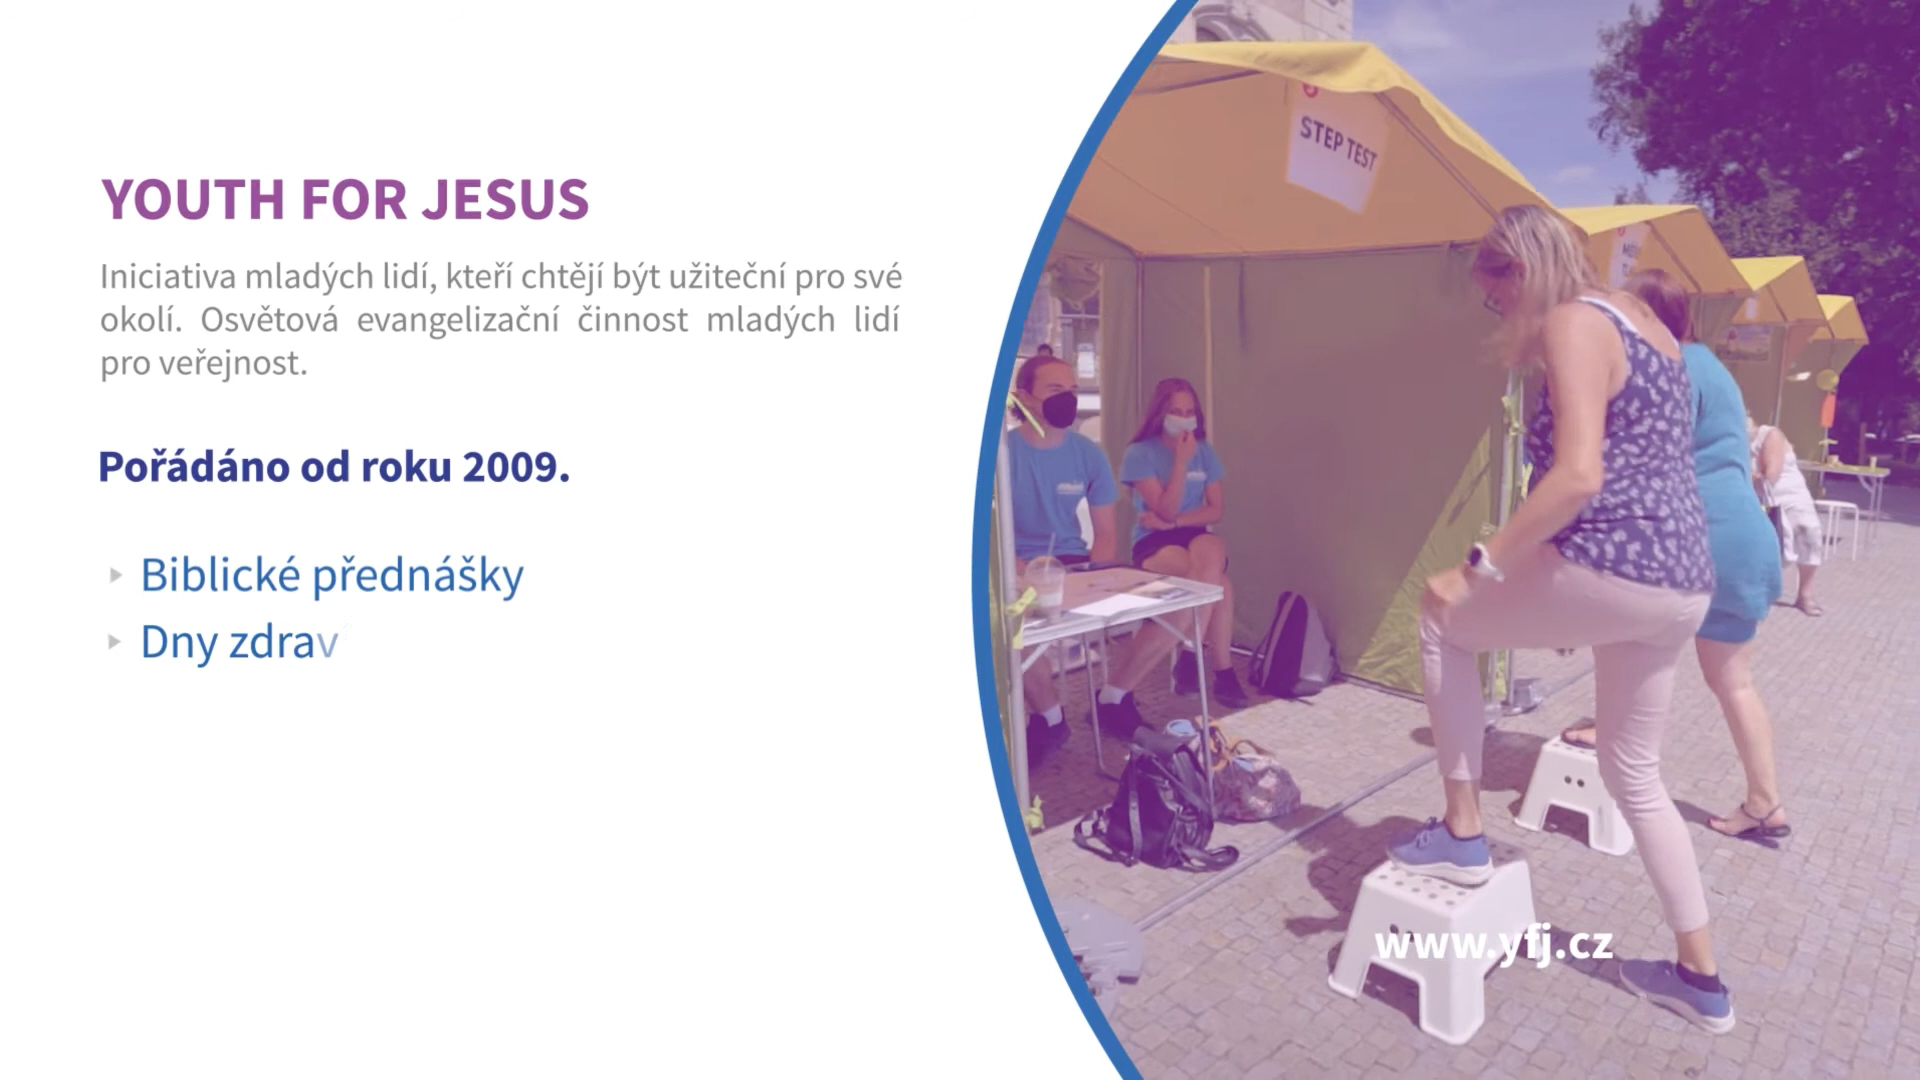 YOUTH FOR JESUS
Iniciativa mladých lidí, kteří chtějí být užiteční pro své
okolí. Osvětová evangelizační činnost mladých lidí
pro veřejnost.
Pořádáno od roku 2009.
Biblické přednášky
Dny zdrav
STEP TEST
www.yfj.cz